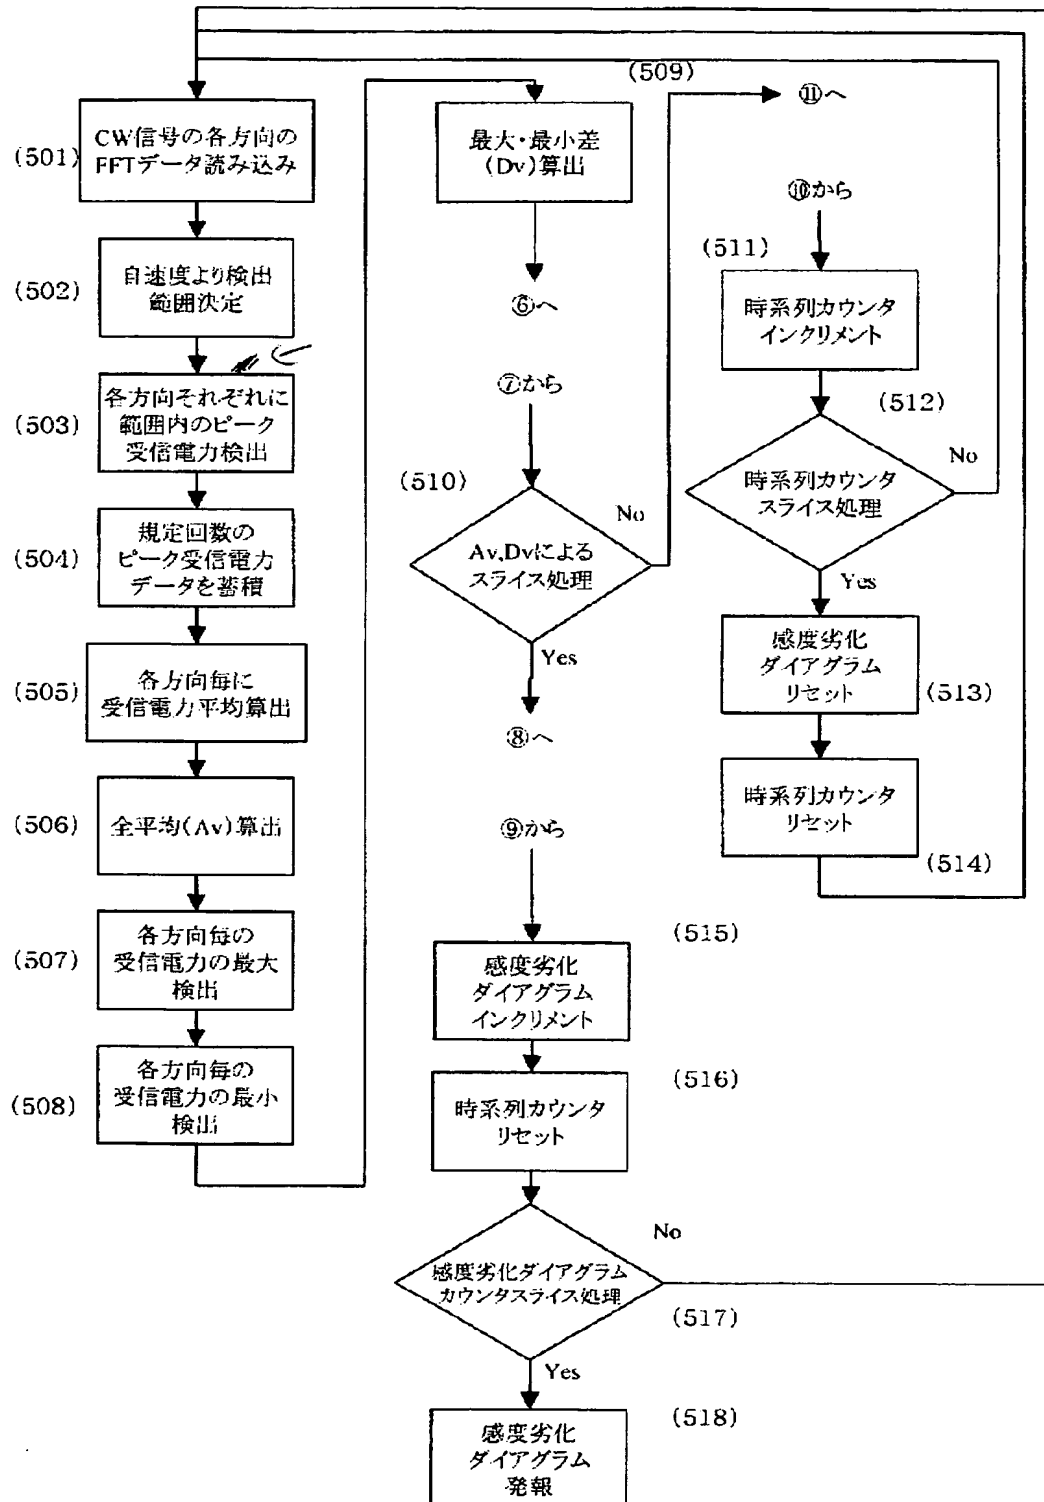 (501)
CW信号の各方向の
FFTデータ読み込み
(502)
自速度より検出
範囲決定
(503)
各方向それぞれに
範囲内のピーク
受信電力検出
(504)
規定回数の
ピーク受信電力
データを蓄積
(505)
各方向毎に
受信電力平均算出
(506)
全平均(Av)算出
(507)
各方向毎の
受信電力の最大
検出
(508)
各方向毎の
受信電力の最小
検出
(509)
最大・最小差
(Dv)算出
⑥へ
⑦から
(510)
Av,Dvによる
スライス処理
No
Yes
⑧へ
⑪へ
⑩から
(511)
時系列カウンタ
インクリメント
(512)
時系列カウンタ
スライス処理
No
Yes
感度劣化
ダイアグラム
リセット
(513)
時系列カウンタ
リセット
(514)
⑨から
(515)
感度劣化
ダイアグラム
インクリメント
(516)
時系列カウンタ
リセット
感度劣化ダイアグラム
カウンタスライス処理
No
(517)
Yes
(518)
感度劣化
ダイアグラム
発報